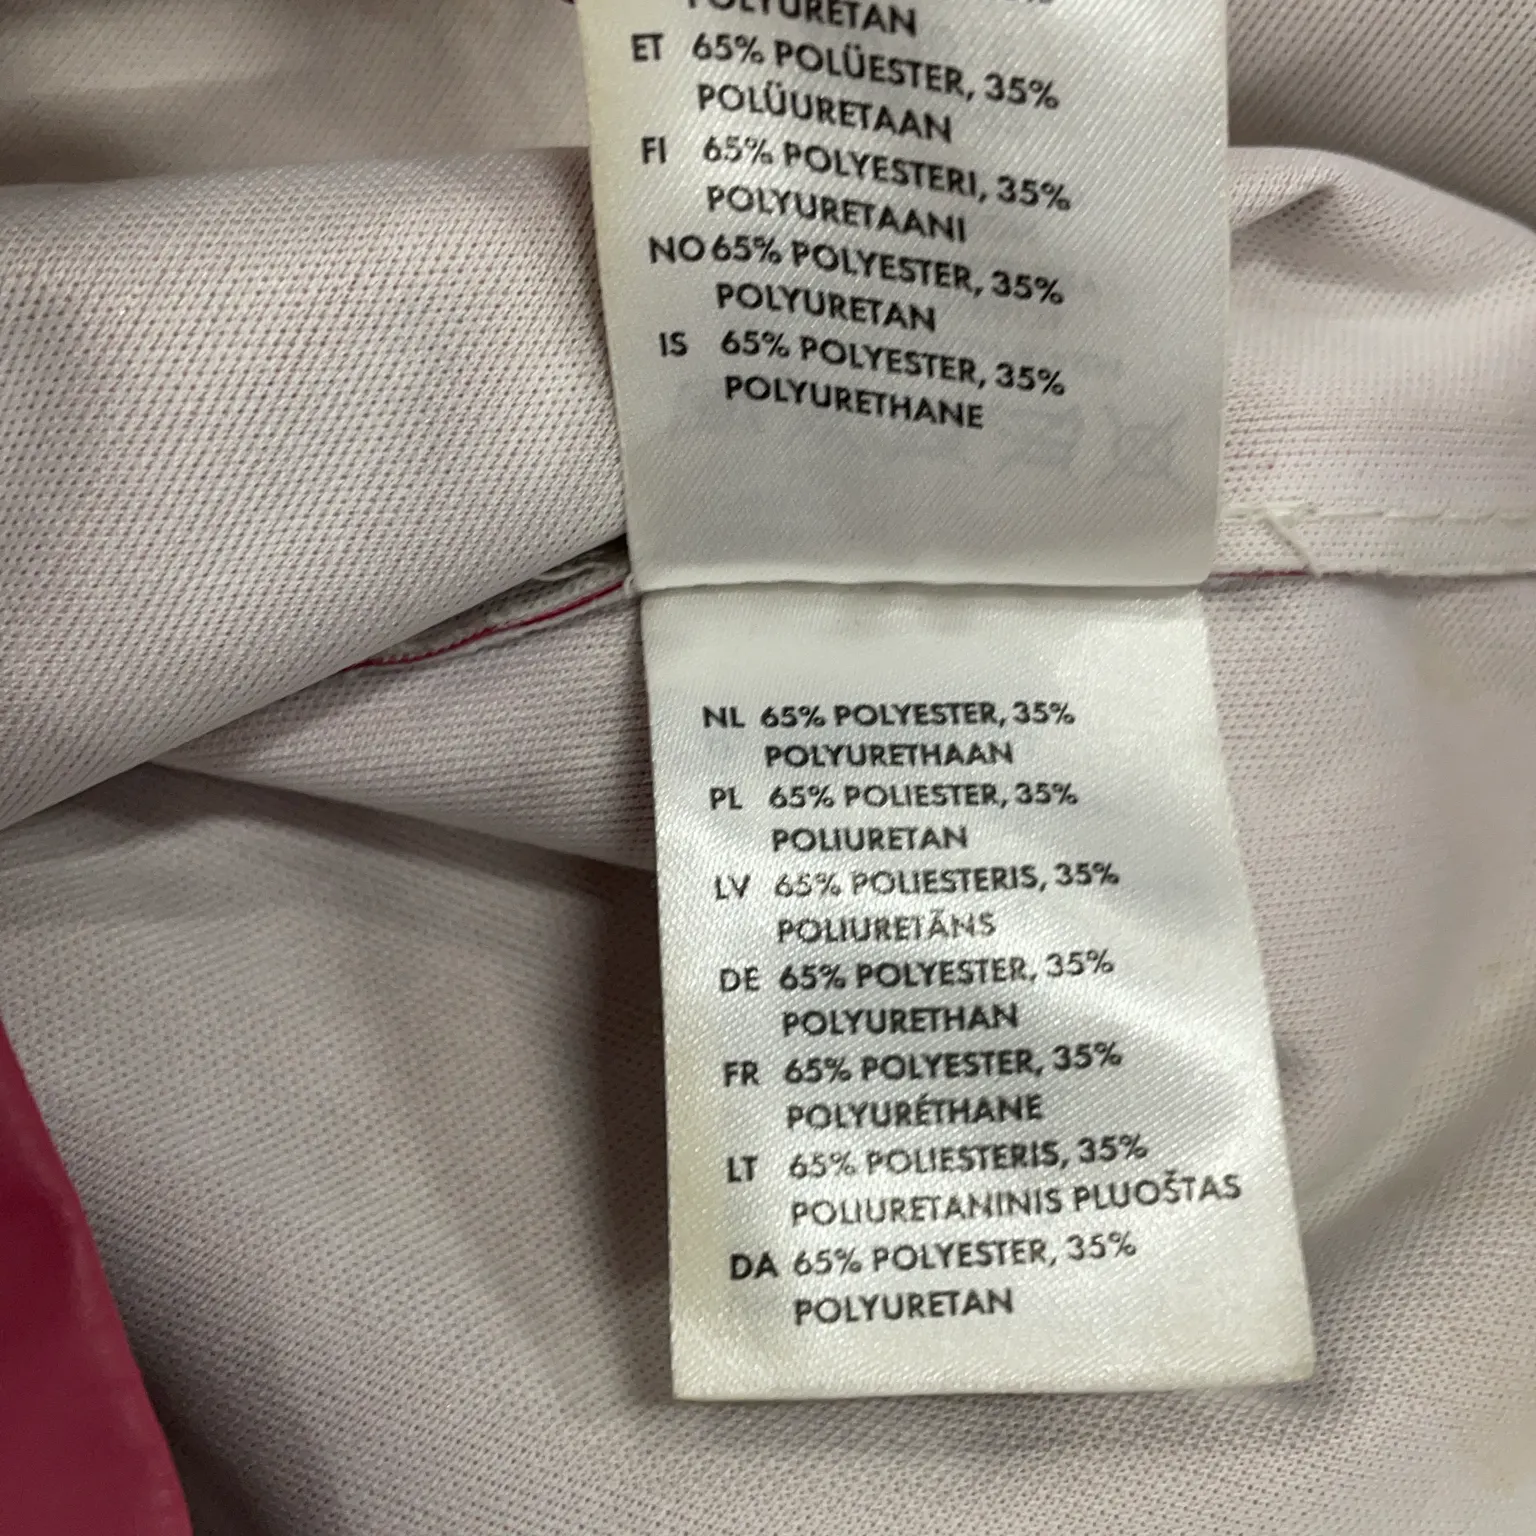 POLYURETAN
ET 65% POLÜESTER, 35%
POLÜURETAAN
FI 65% POLYESTERI, 35%
POLYURETAANI
NO 65% POLYESTER, 35%
POLYURETAN
IS 65% POLYESTER, 35%
POLYURETHANE
NL 65% POLYESTER, 35%
POLYURETHAAN
PL 65% POLIESTER, 35%
POLIURETAN
LV 65% POLIESTERIS, 35%
POLIURETĀNS
DE 65% POLYESTER, 35%
POLYURETHAN
FR 65% POLYESTER, 35%
POLYURÉTHANE
LT 65% POLIESTERIS, 35%
POLIURETANINIS PLUOŠTAS
DA 65% POLYESTER, 35%
POLYURETAN